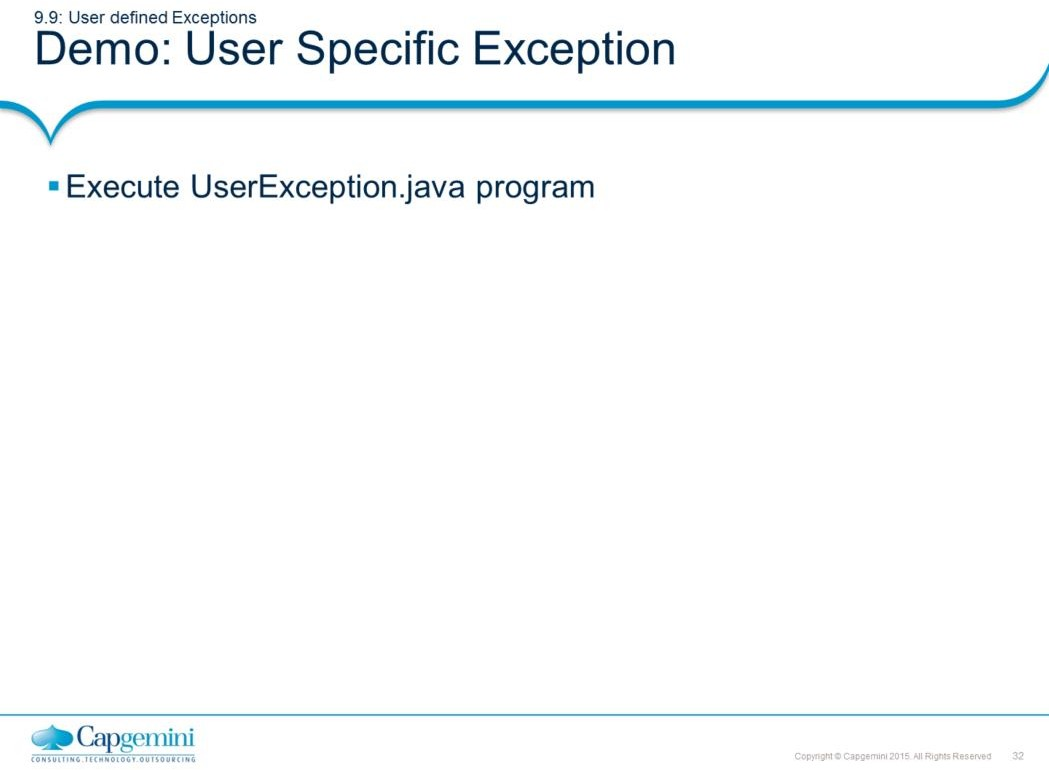 9.9: User defined Exceptions
Demo: User Specific Exception
Execute UserException.java program
Capgemini
CONSULTING.TECHNOLOGY.OUTSOURCING
Copyright © Capgemini 2015. All Rights Reserved 32